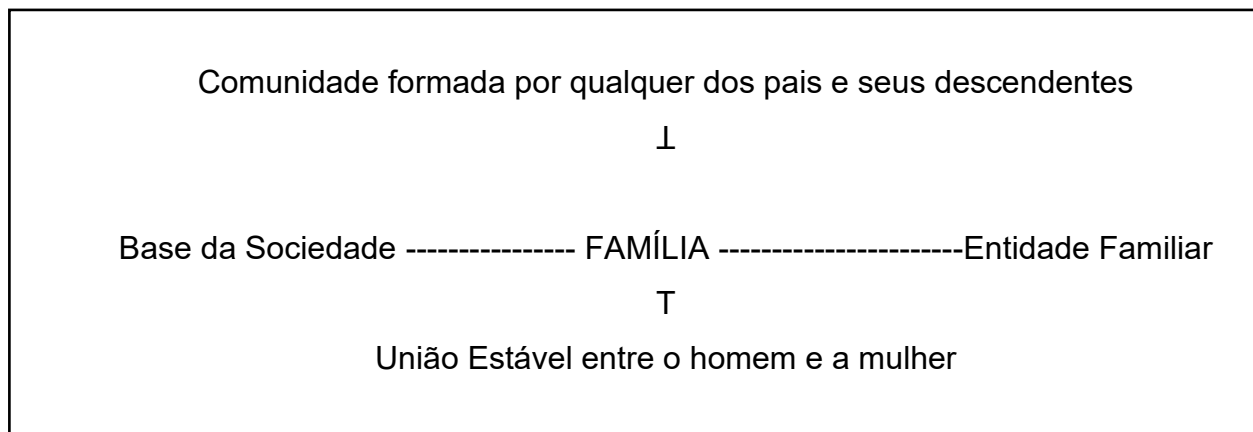 Comunidade formada por qualquer dos pais e seus descendentes
⊥
Base da Sociedade ---------------- FAMÍLIA -----------------------Entidade Familiar
T
União Estável entre o homem e a mulher